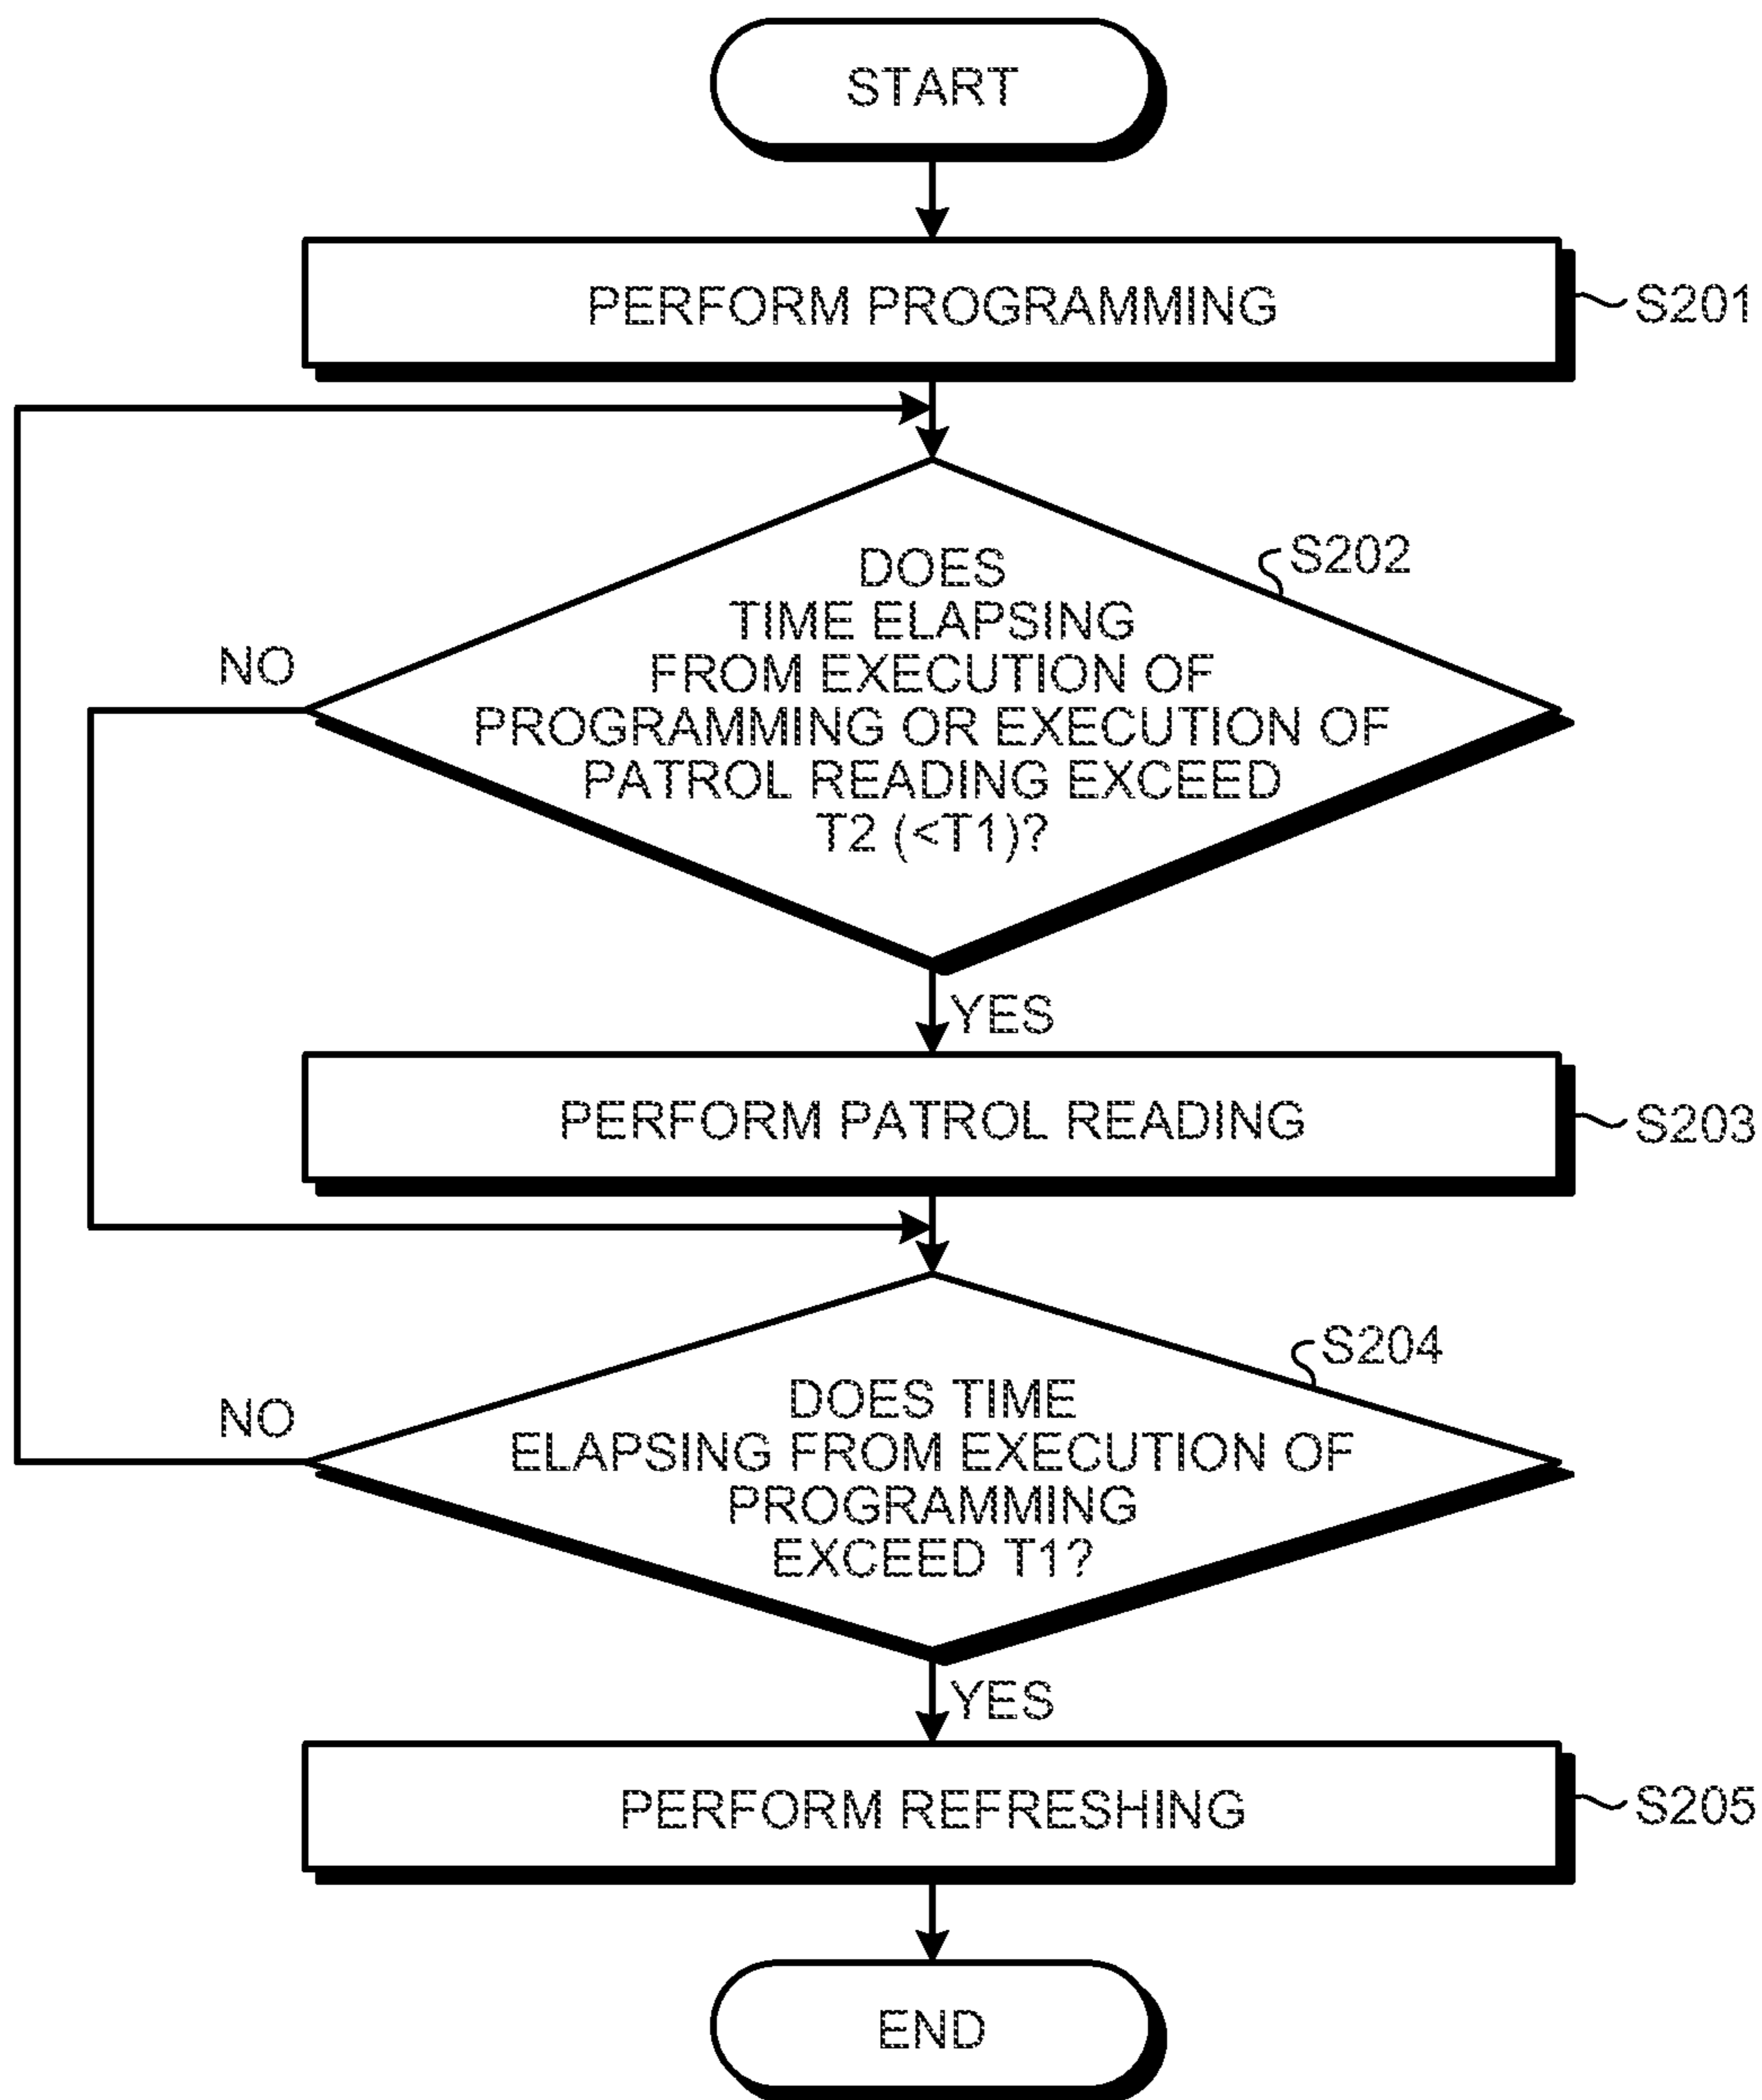 START
PERFORM PROGRAMMING
S201
S202
DOES
TIME ELAPSING
FROM EXECUTION OF
PROGRAMMING OR EXECUTION OF
PATROL READING EXCEED
T2 (<T1)?
NO
YES
PERFORM PATROL READING
S203
S204
DOES TIME
ELAPSING FROM EXECUTION OF
PROGRAMMING
EXCEED T1?
NO
YES
PERFORM REFRESHING
S205
END